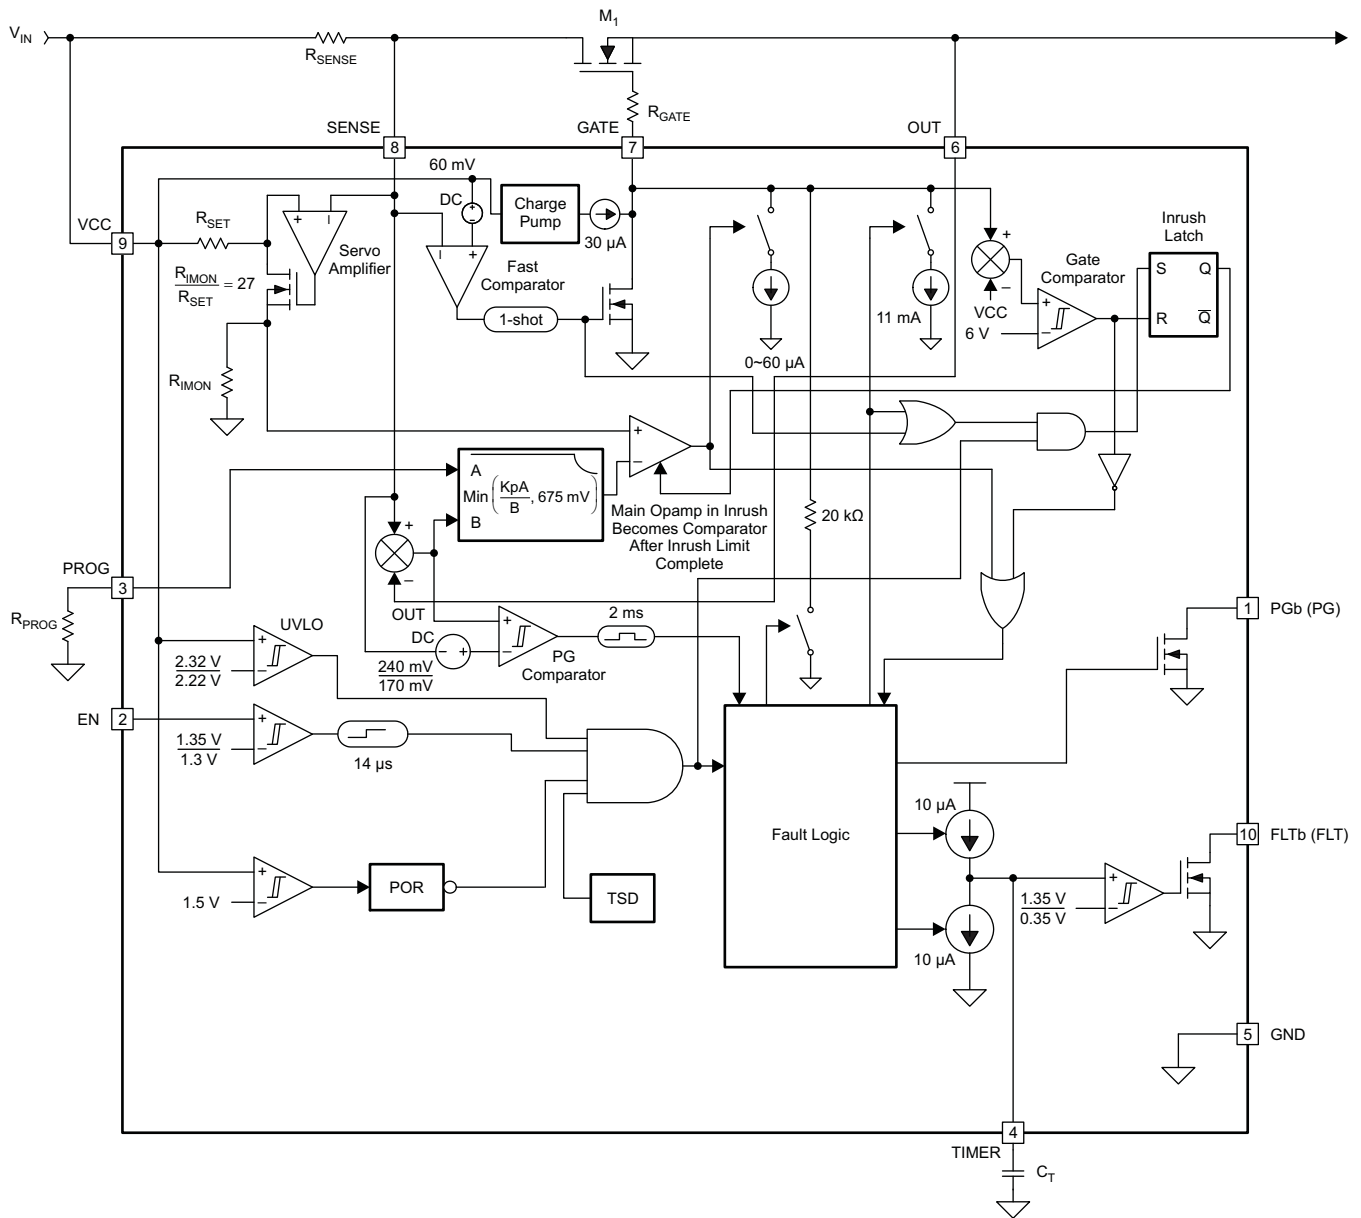 M1
VIN
RSENSE
RGATE
SENSE
GATE
OUT
8
7
6
60 mV
DC
+
−
Charge
Pump
30 µA
VCC
9
RSET
+
−
Servo
Amplifier
RIMON
RSET
= 27
−
+
Fast
Comparator
1-shot
RIMON
0~60 µA
11 mA
+
−
VCC
6 V
Gate
Comparator
+
−
Inrush
Latch
S
Q
R
Q
A
Min ( KpA
B
, 675 mV )
B
+
−
Main Opamp in Inrush
Becomes Comparator
After Inrush Limit
Complete
20 kΩ
+
−
OUT
PROG
3
RPROG
DC
−
+
240 mV
170 mV
+
−
PG
Comparator
2 ms
UVLO
+
−
2.32 V
2.22 V
EN
2
+
−
1.35 V
1.3 V
14 µs
+
−
1.5 V
POR
TSD
Fault Logic
10 µA
10 µA
+
−
1.35 V
0.35 V
1
PGb (PG)
10
FLTb (FLT)
5
GND
4
TIMER
CT